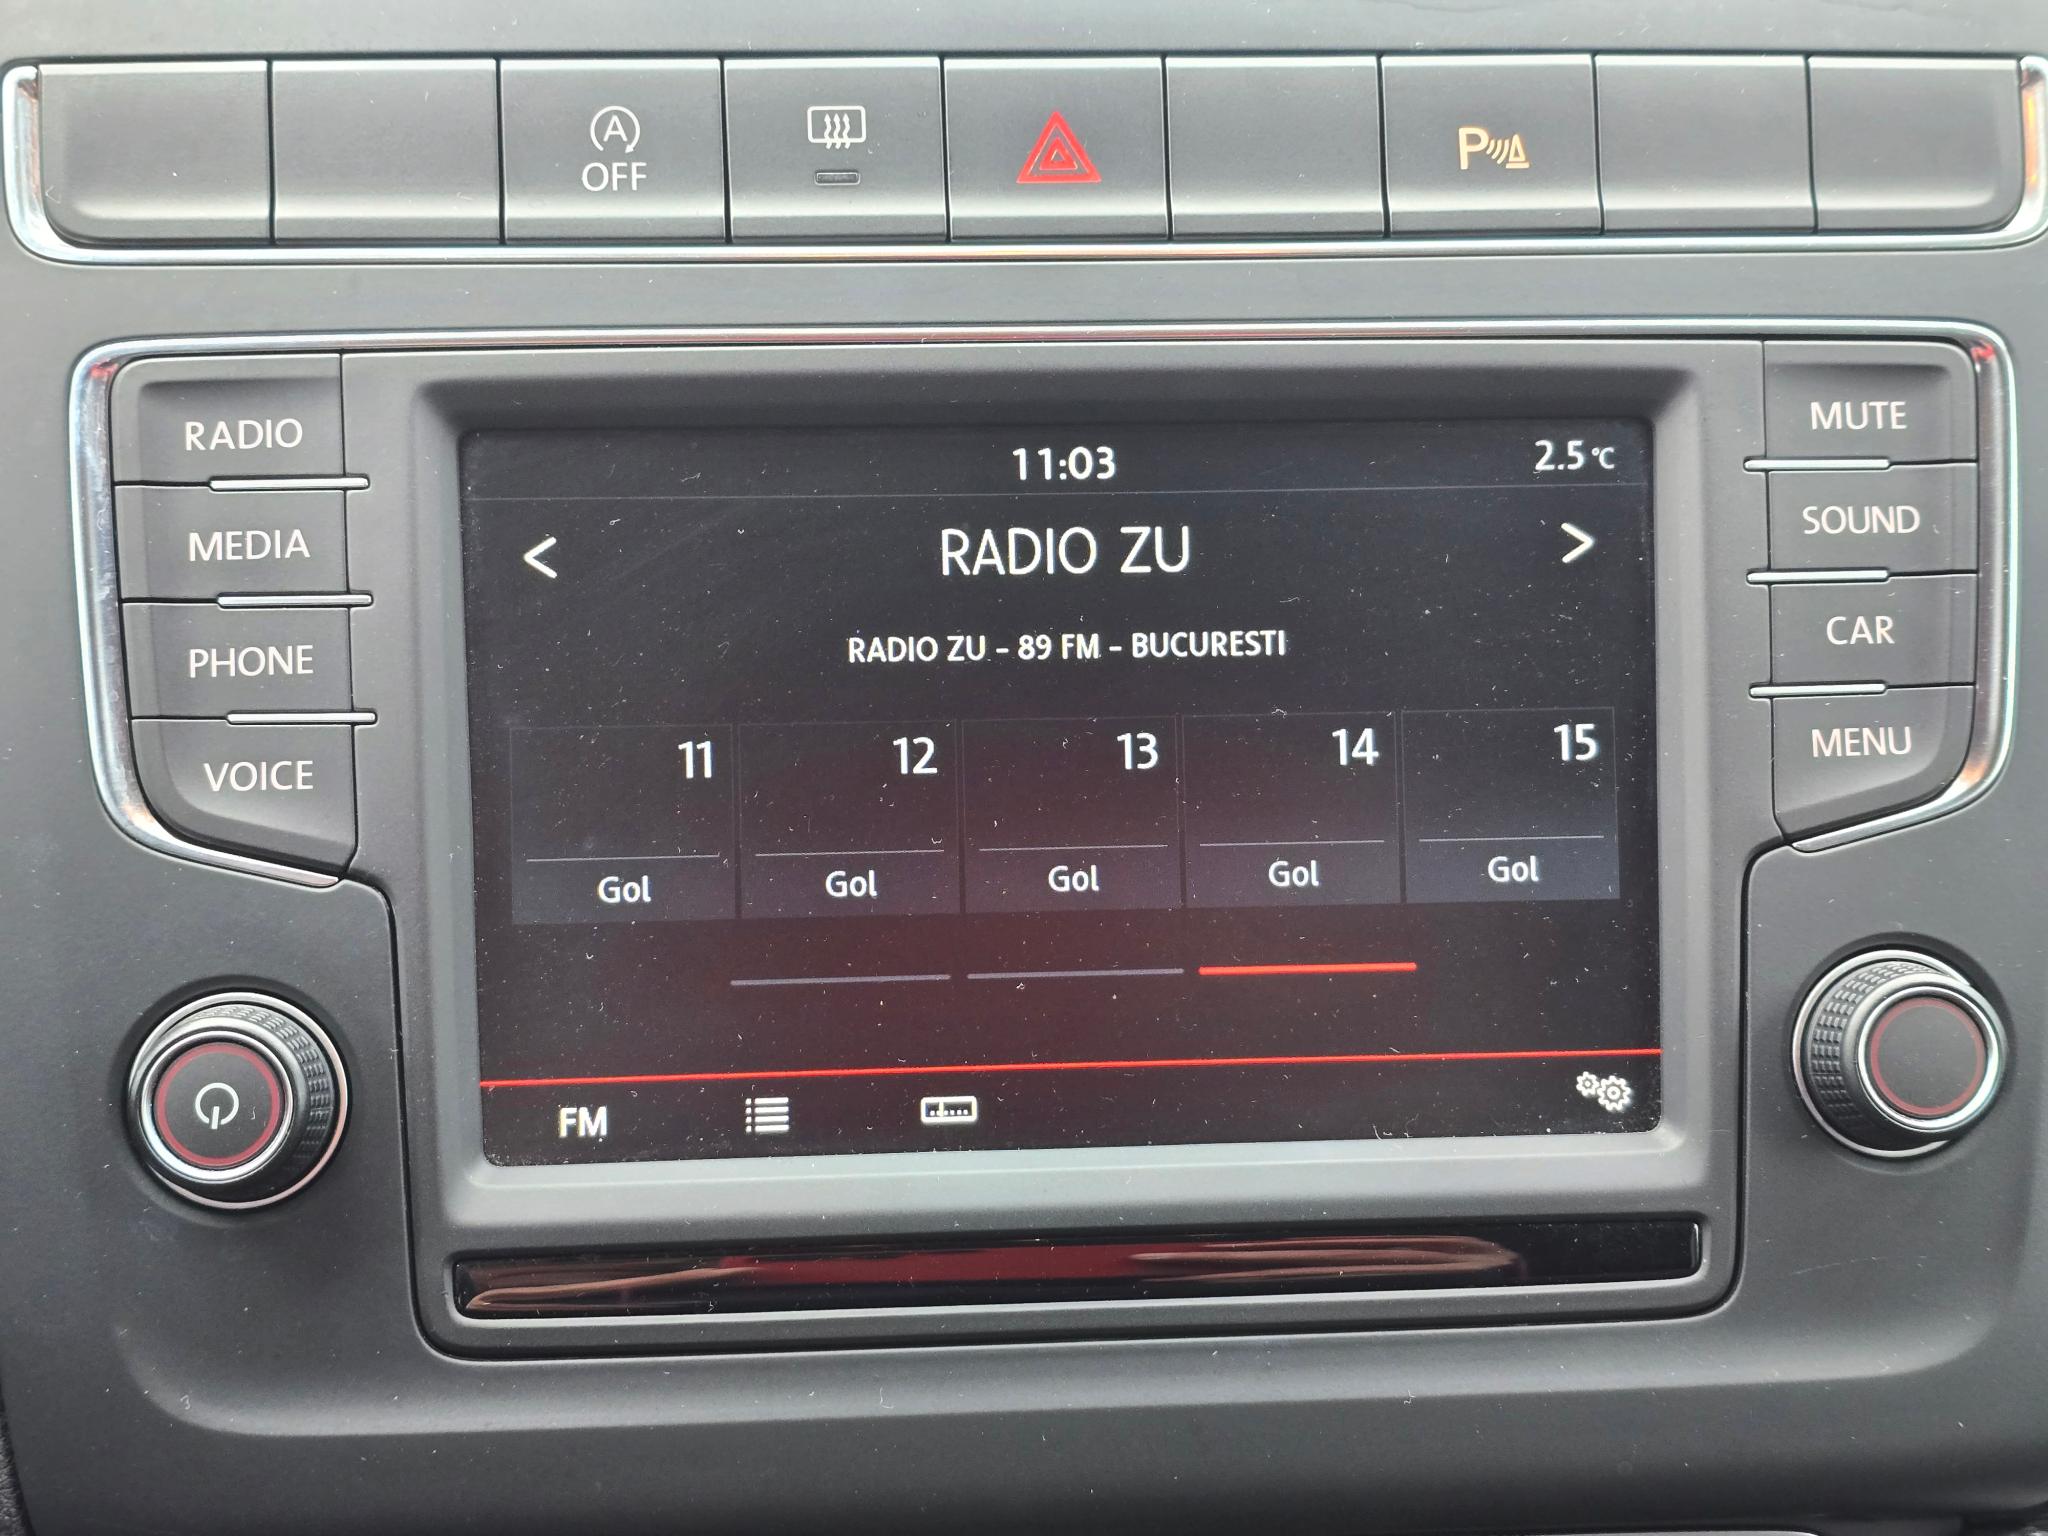 A
OFF
P
RADIO
MEDIA
PHONE
VOICE
11:03
2.5°C
<
RADIO ZU
>
RADIO ZU - 89 FM - BUCURESTI
11
12
13
14
15
Gol
Gol
Gol
Gol
Gol
FM
MUTE
SOUND
CAR
MENU